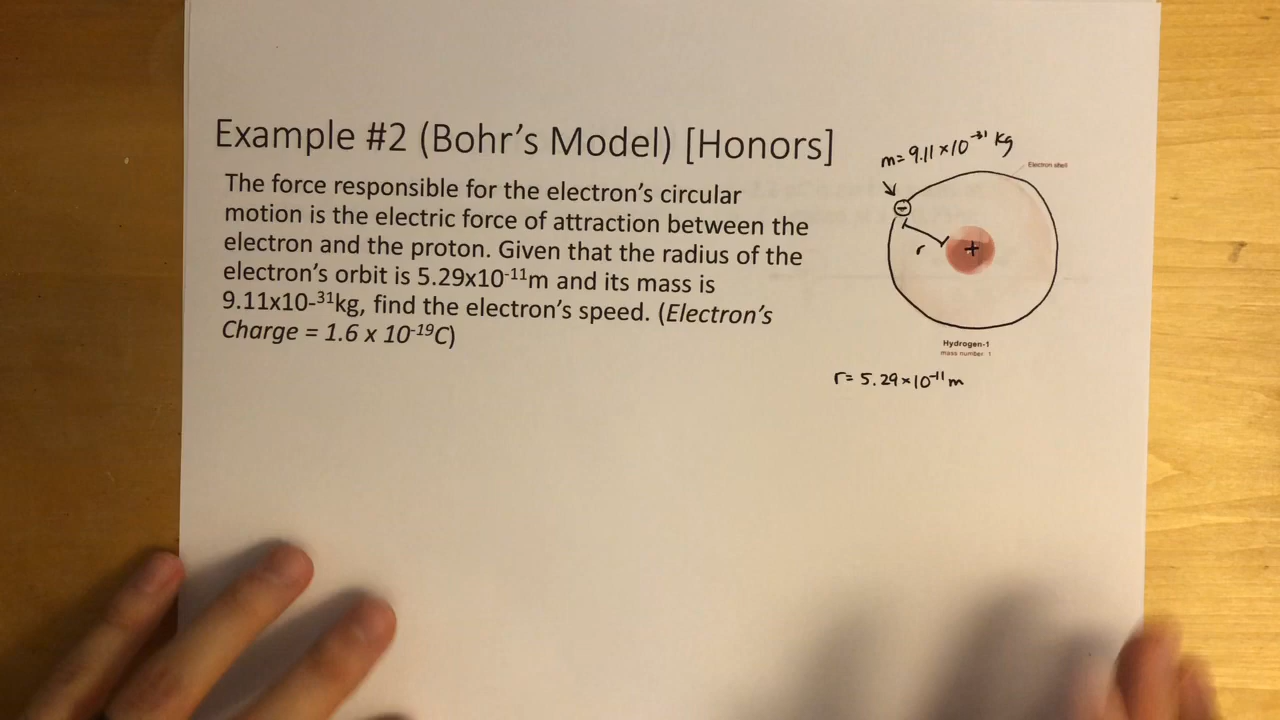 Example #2 (Bohr's Model) [Honors]
The force responsible for the electron's circular
motion is the electric force of attraction between the
electron and the proton. Given that the radius of the
electron's orbit is 5.29x10⁻¹¹m and its mass is
9.11x10-³¹kg, find the electron's speed. (Electron's
Charge = 1.6 x 10⁻¹⁹C)
m= 9.11×10⁻³¹ kg
Electron shell
−
r
+
Hydrogen-1
mass number 1
r= 5.29×10⁻¹¹ m